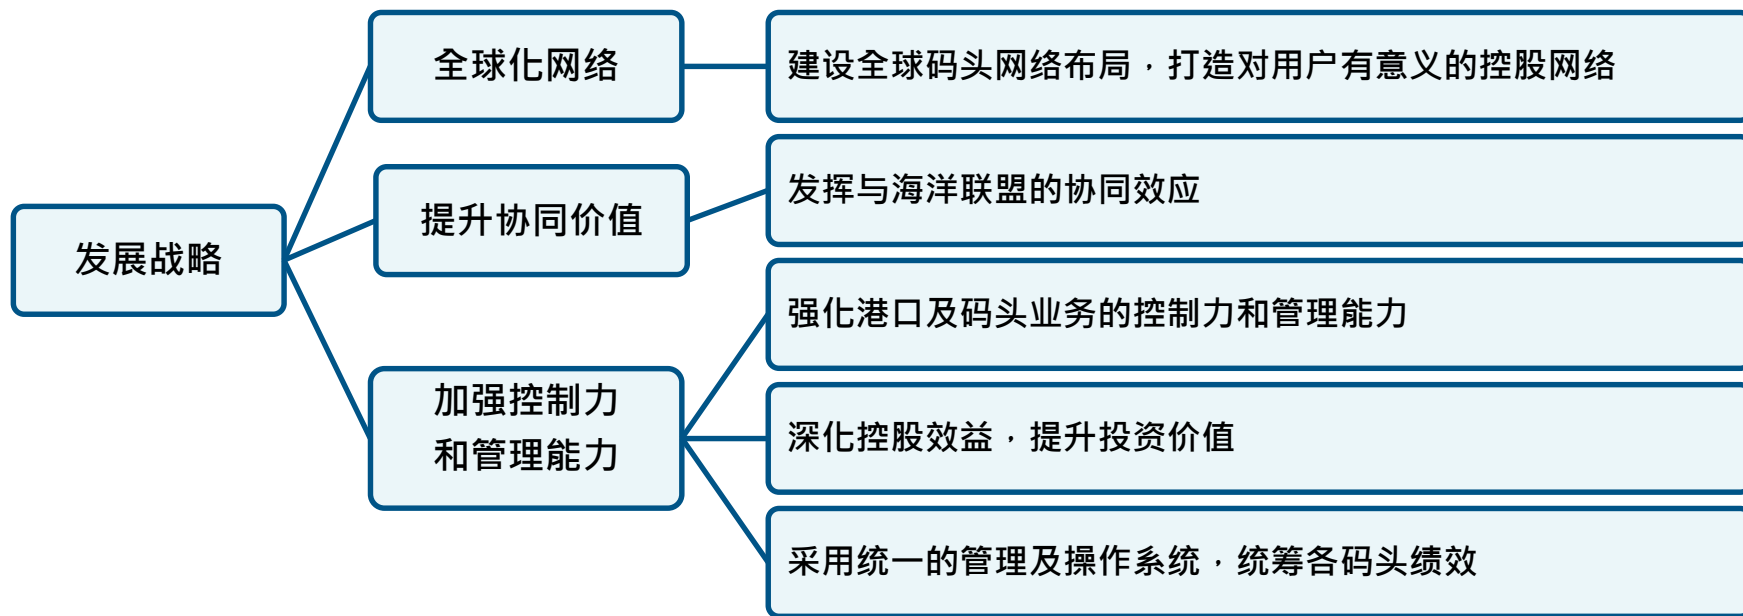 全球化网络
建设全球码头网络布局，打造对用户有意义的控股网络
提升协同价值
发挥与海洋联盟的协同效应
发展战略
强化港口及码头业务的控制力和管理能力
加强控制力
和管理能力
深化控股效益，提升投资价值
采用统一的管理及操作系统，统筹各码头绩效